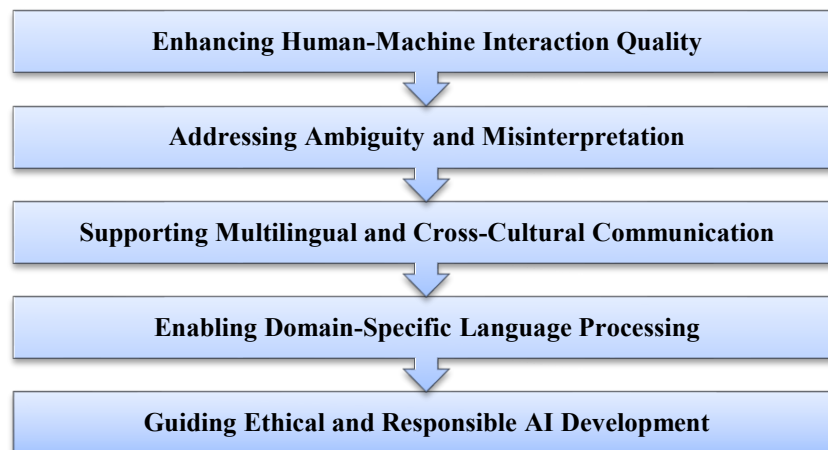 Enhancing Human-Machine Interaction Quality
Addressing Ambiguity and Misinterpretation
Supporting Multilingual and Cross-Cultural Communication
Enabling Domain-Specific Language Processing
Guiding Ethical and Responsible AI Development